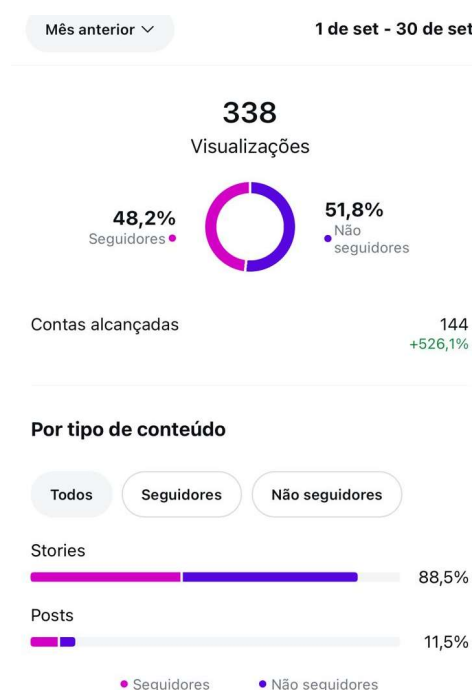 Mês anterior
1 de set - 30 de set
338
Visualizações
48,2%
Seguidores
51,8%
Não
seguidores
Contas alcançadas
144
+526,1%
Por tipo de conteúdo
Todos
Seguidores
Não seguidores
Stories
88,5%
Posts
11,5%
Seguidores
Não seguidores